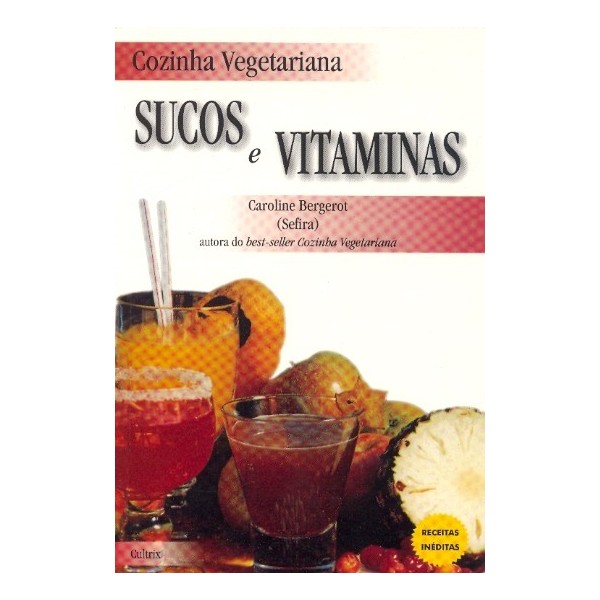 Cozinha Vegetariana
SUCOS e VITAMINAS
Caroline Bergerot
(Sefira)
autora do best-seller Cozinha Vegetariana
RECEITAS
INÉDITAS
Cultrix